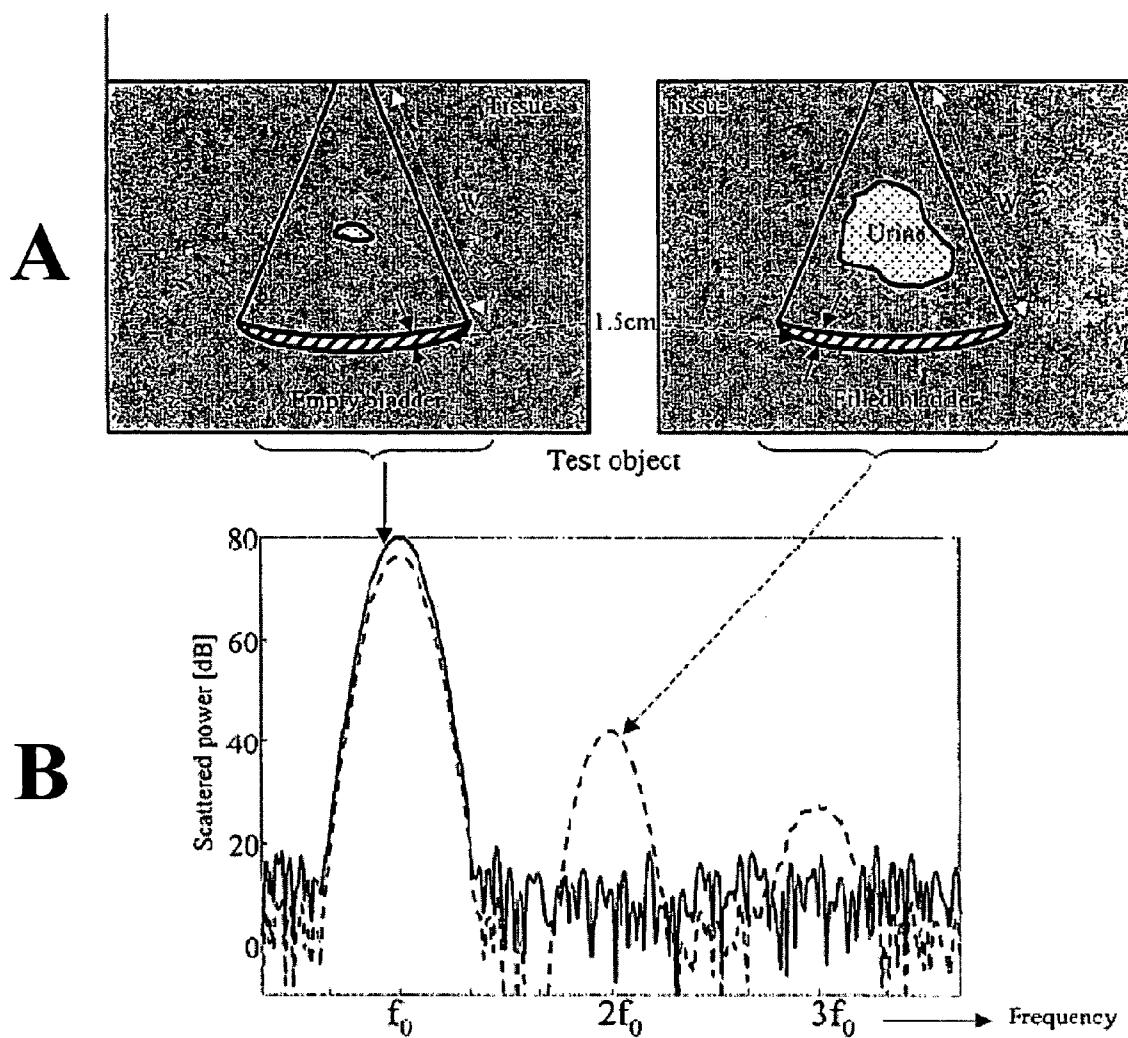 A
Tissue
W
Empty bladder
1.5cm
Tissue
W
Urine
Filled bladder
Test object
B
Scattered power [dB]
80
60
40
20
0
f₀
2f₀
3f₀
Frequency